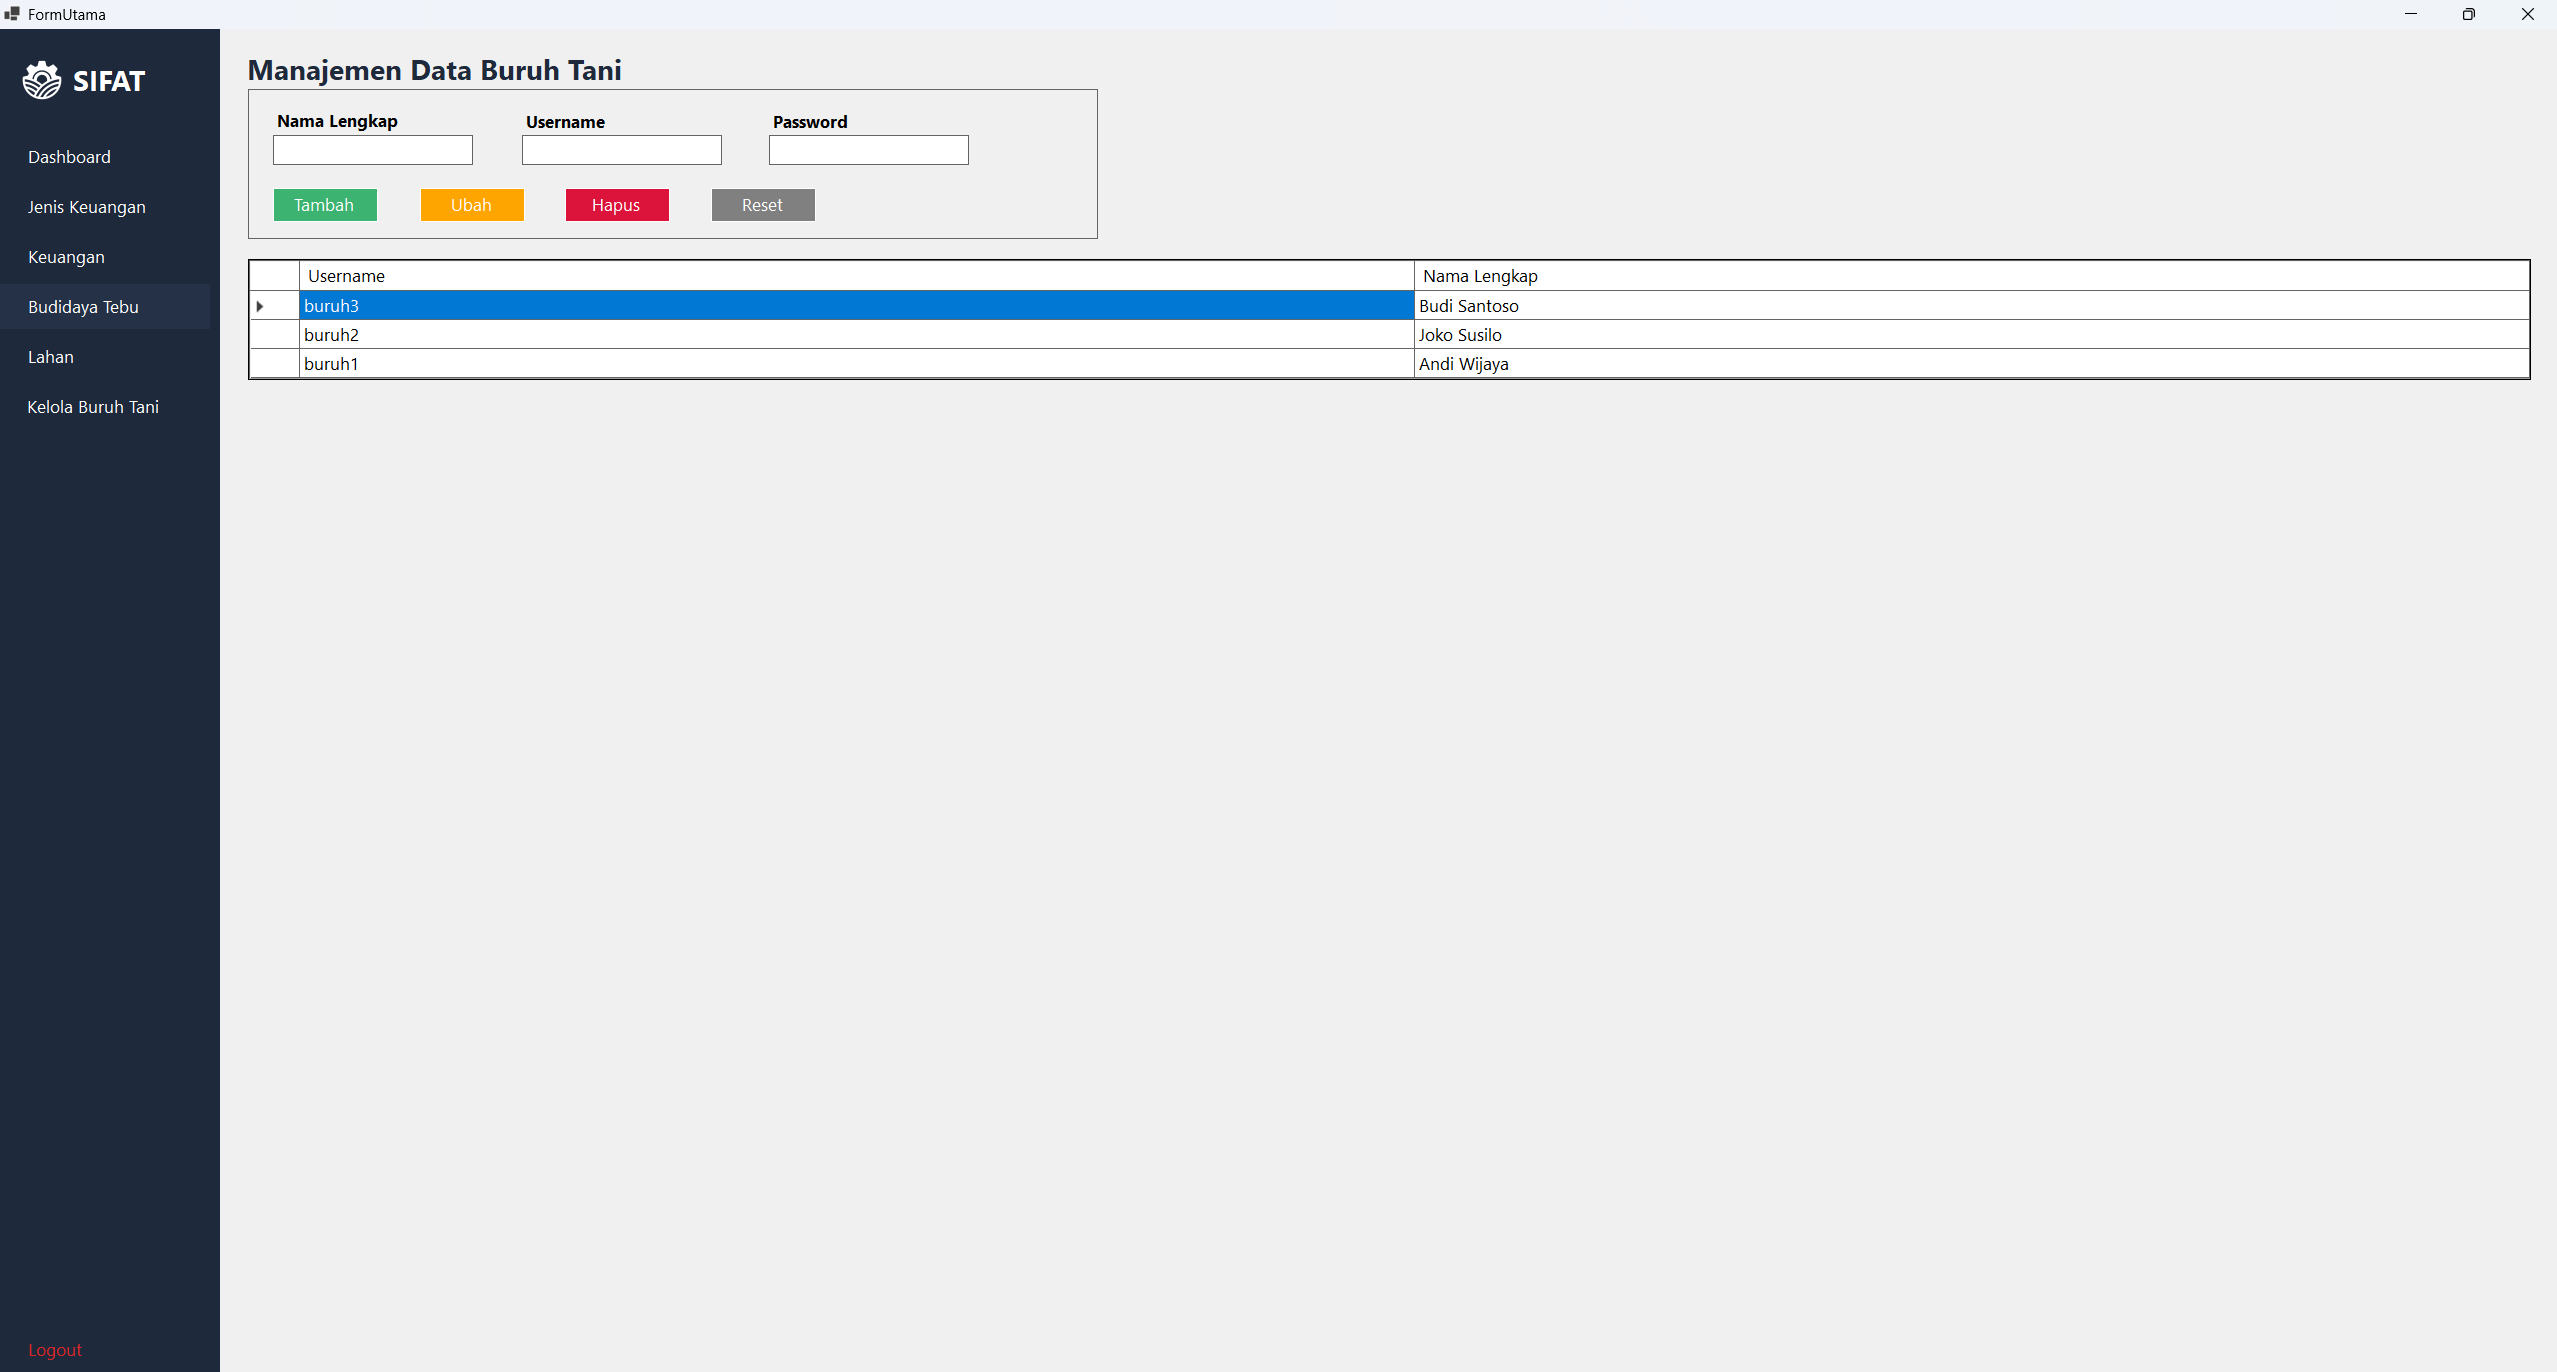 FormUtama
SIFAT
Dashboard
Jenis Keuangan
Keuangan
Budidaya Tebu
Lahan
Kelola Buruh Tani
Logout
Manajemen Data Buruh Tani
Nama Lengkap Username Password
Tambah Ubah Hapus Reset
Username Nama Lengkap
buruh3 Budi Santoso
buruh2 Joko Susilo
buruh1 Andi Wijaya